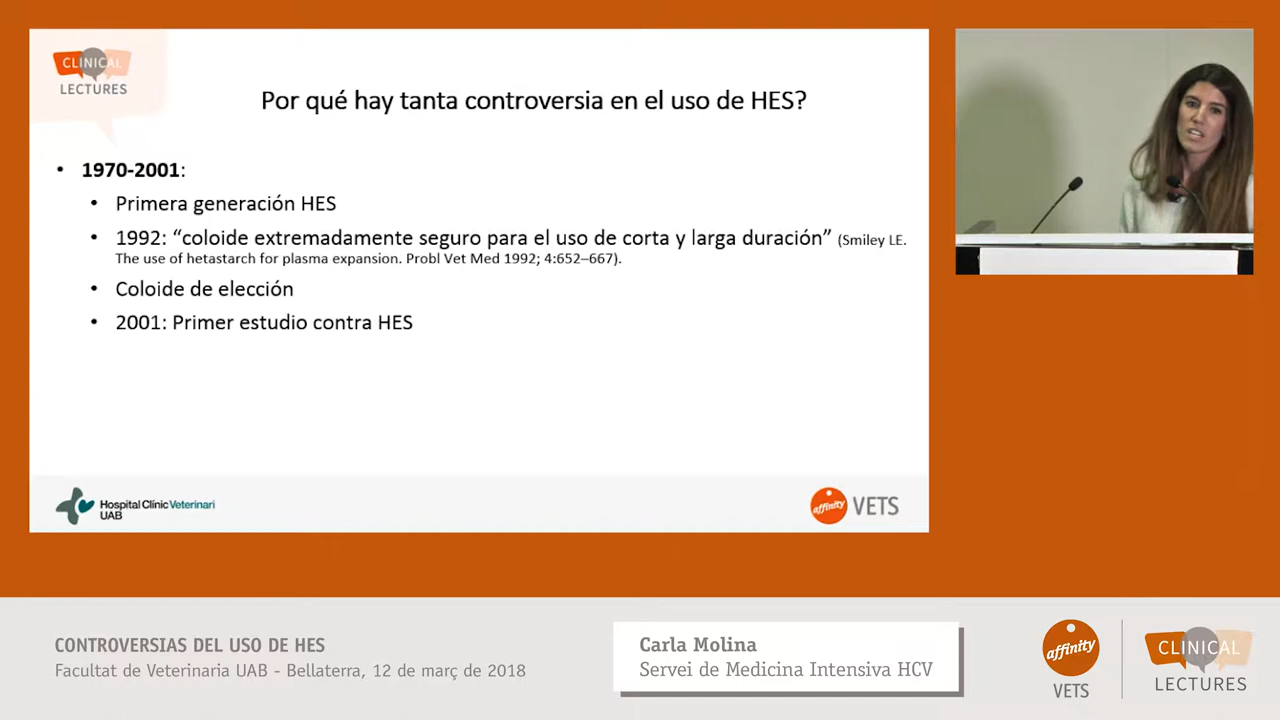 CLINICAL
LECTURES
Por qué hay tanta controversia en el uso de HES?
• 1970-2001:
• Primera generación HES
• 1992: “coloide extremadamente seguro para el uso de corta y larga duración” (Smiley LE.
The use of hetastarch for plasma expansion. Probl Vet Med 1992; 4:652–667).
• Coloide de elección
• 2001: Primer estudio contra HES
Hospital Clínic Veterinari
UAB
affinity VETS
CONTROVERSIAS DEL USO DE HES
Facultat de Veterinaria UAB - Bellaterra, 12 de març de 2018
Carla Molina
Servei de Medicina Intensiva HCV
affinity
VETS
CLINICAL
LECTURES